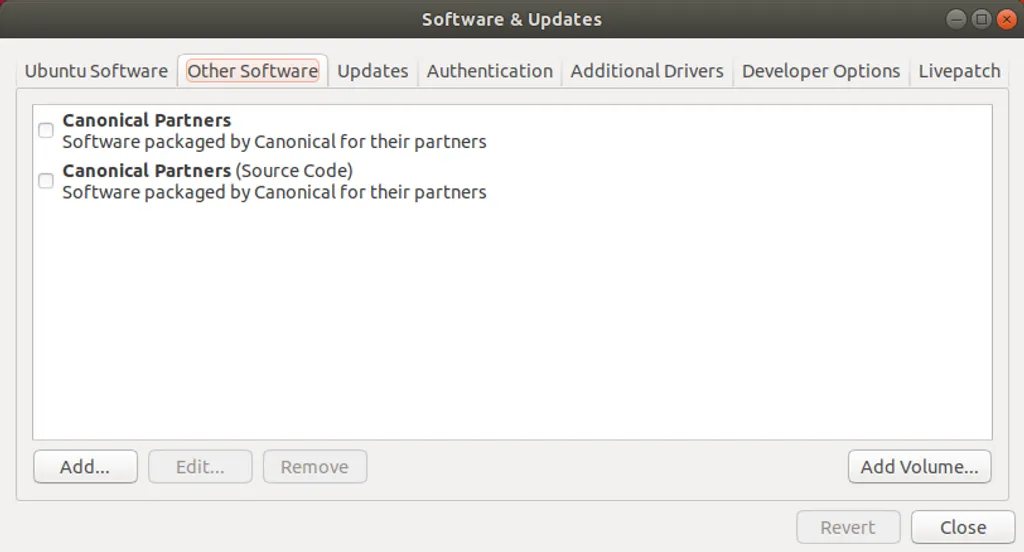 Software & Updates
Ubuntu Software Other Software Updates Authentication Additional Drivers Developer Options Livepatch
Canonical Partners
Software packaged by Canonical for their partners
Canonical Partners (Source Code)
Software packaged by Canonical for their partners
Add... Edit... Remove Add Volume...
Revert Close